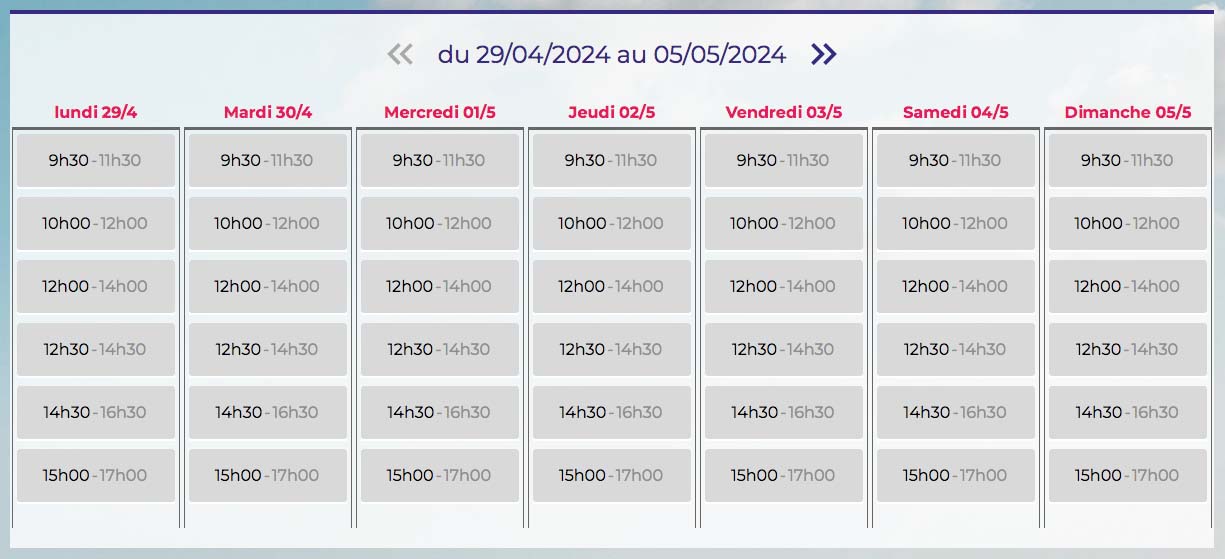 du 29/04/2024 au 05/05/2024
lundi 29/4 Mardi 30/4 Mercredi 01/5 Jeudi 02/5 Vendredi 03/5 Samedi 04/5 Dimanche 05/5
9h30-11h30 9h30-11h30 9h30-11h30 9h30-11h30 9h30-11h30 9h30-11h30 9h30-11h30
10h00-12h00 10h00-12h00 10h00-12h00 10h00-12h00 10h00-12h00 10h00-12h00 10h00-12h00
12h00-14h00 12h00-14h00 12h00-14h00 12h00-14h00 12h00-14h00 12h00-14h00 12h00-14h00
12h30-14h30 12h30-14h30 12h30-14h30 12h30-14h30 12h30-14h30 12h30-14h30 12h30-14h30
14h30-16h30 14h30-16h30 14h30-16h30 14h30-16h30 14h30-16h30 14h30-16h30 14h30-16h30
15h00-17h00 15h00-17h00 15h00-17h00 15h00-17h00 15h00-17h00 15h00-17h00 15h00-17h00